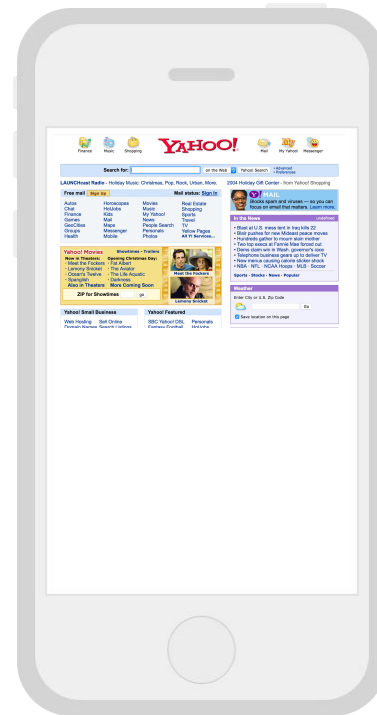 Finance Music Shopping YAHOO! Mail My Yahoo! Messenger
Search for: on the Web Yahoo! Search · Advanced
· Preferences
LAUNCHcast Radio - Holiday Music: Christmas, Pop, Rock, Urban, More.
2004 Holiday Gift Center - from Yahoo! Shopping
Free mail Sign Up Mail status: Sign In
Autos Horoscopes Movies Real Estate
Chat HotJobs Music Shopping
Finance Kids My Yahoo! Sports
Games Mail News Travel
GeoCities Maps People Search TV
Groups Messenger Personals Yellow Pages
Health Mobile Photos All Y! Services...
Y! MAIL
Blocks spam and viruses — so you can
focus on email that matters. Learn more.
In the News undefined
• Blast at U.S. mess tent in Iraq kills 22
• Blair pushes for new Mideast peace moves
• Hundreds gather to mourn slain mother
• Two top execs at Fannie Mae forced out
• Dems claim win in Wash. governor's race
• Telephone business gears up to deliver TV
• New menus causing calorie sticker shock
• NBA · NFL · NCAA Hoops · MLB · Soccer
Sports · Stocks · News · Popular
Yahoo! Movies Showtimes - Trailers
Now in Theaters: Opening Christmas Day:
· Meet the Fockers · Fat Albert
· Lemony Snicket · The Aviator
· Ocean's Twelve · The Life Aquatic
· Spanglish · Darkness
Also in Theaters More Coming Soon
ZIP for Showtimes go
Meet the Fockers
Lemony Snicket
Weather
Enter City or U.S. Zip Code
Go
Save location on this page
Yahoo! Small Business
Web Hosting Sell Online
Domain Names Search Listings
Yahoo! Featured
SBC Yahoo! DSL Personals
Fantasy Football HotJobs